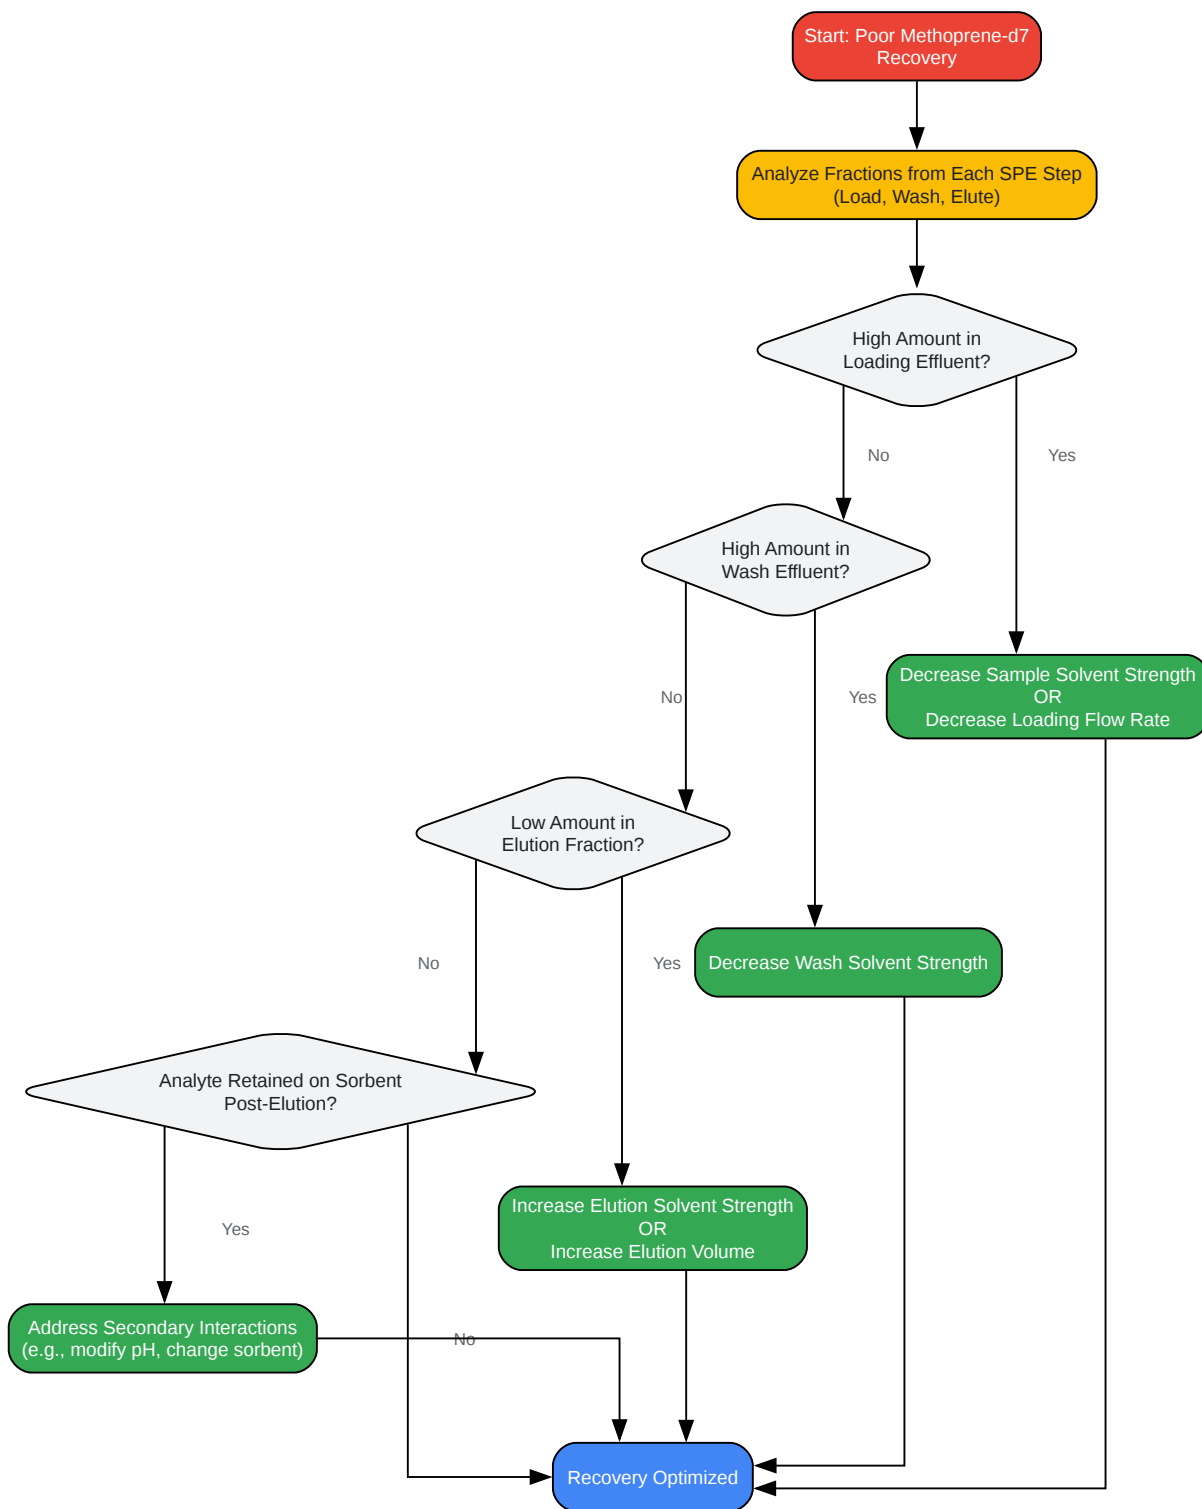 Start: Poor Methoprene-d7
Recovery
Analyze Fractions from Each SPE Step
(Load, Wash, Elute)
High Amount in
Loading Effluent?
No
Yes
High Amount in
Wash Effluent?
No
Yes
Decrease Sample Solvent Strength
OR
Decrease Loading Flow Rate
Low Amount in
Elution Fraction?
No
Yes
Decrease Wash Solvent Strength
Analyte Retained on Sorbent
Post-Elution?
Yes
Increase Elution Solvent Strength
OR
Increase Elution Volume
Address Secondary Interactions
(e.g., modify pH, change sorbent)
No
Recovery Optimized